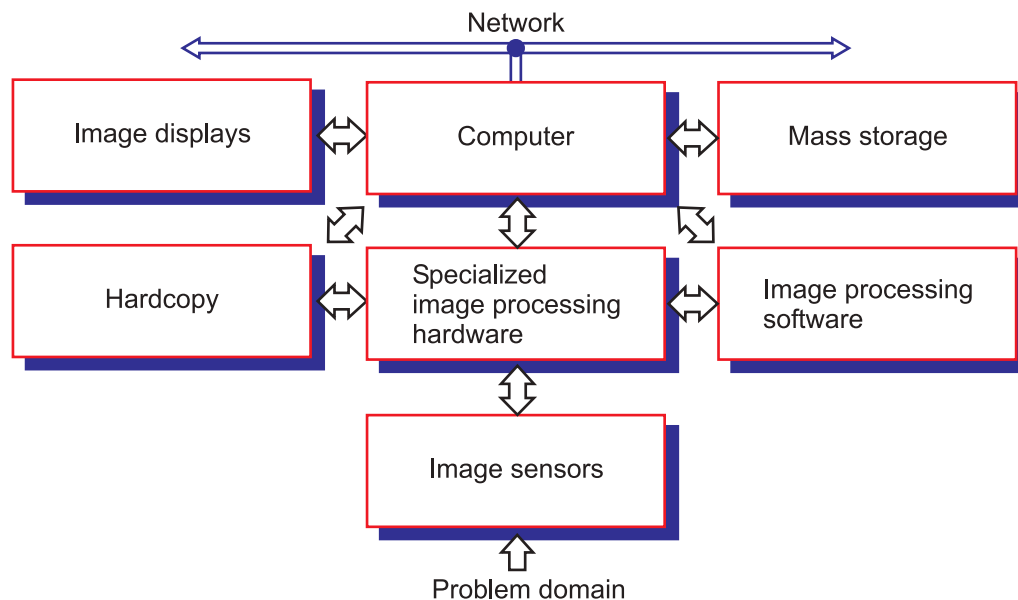 Network
Image displays
Computer
Mass storage
Hardcopy
Specialized
image processing
hardware
Image processing
software
Image sensors
Problem domain